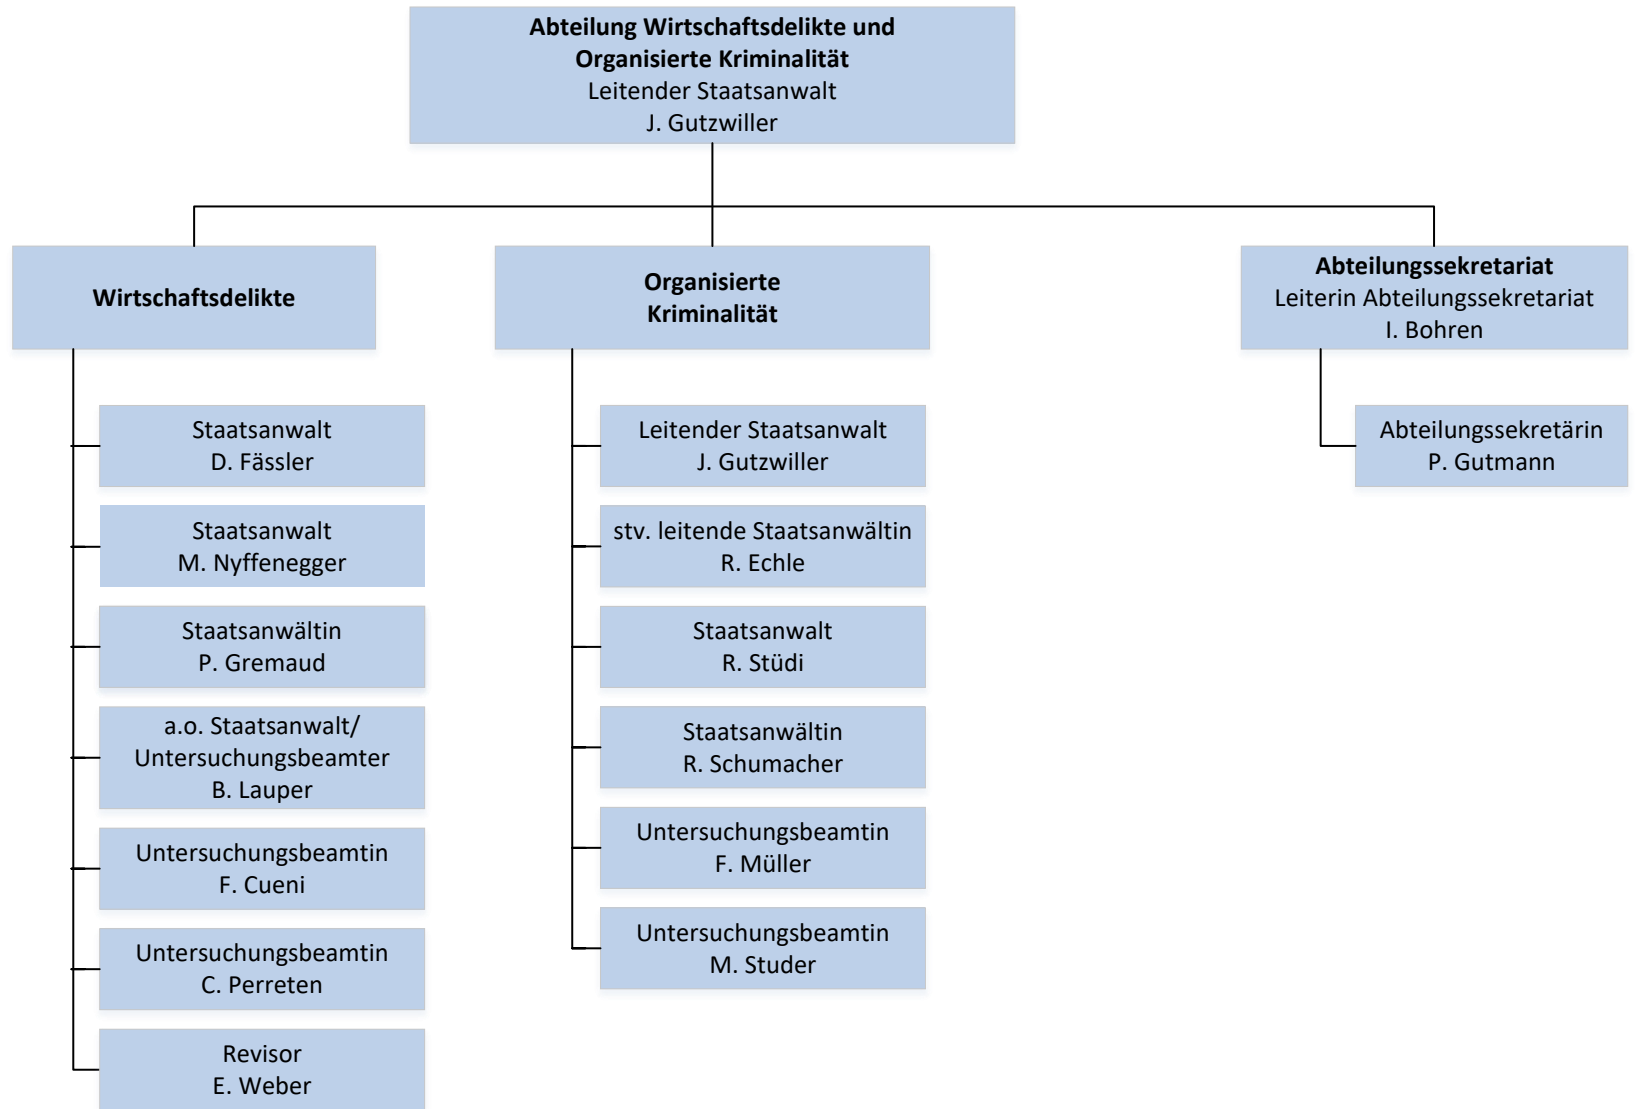 Abteilung Wirtschaftsdelikte und
Organisierte Kriminalität
Leitender Staatsanwalt
J. Gutzwiller
Wirtschaftsdelikte
Staatsanwalt
D. Fässler
Staatsanwalt
M. Nyffenegger
Staatsanwältin
P. Gremaud
a.o. Staatsanwalt/
Untersuchungsbeamter
B. Lauper
Untersuchungsbeamtin
F. Cueni
Untersuchungsbeamtin
C. Perreten
Revisor
E. Weber
Organisierte
Kriminalität
Leitender Staatsanwalt
J. Gutzwiller
stv. leitende Staatsanwältin
R. Echle
Staatsanwalt
R. Stüdi
Staatsanwältin
R. Schumacher
Untersuchungsbeamtin
F. Müller
Untersuchungsbeamtin
M. Studer
Abteilungssekretariat
Leiterin Abteilungssekretariat
I. Bohren
Abteilungssekretärin
P. Gutmann